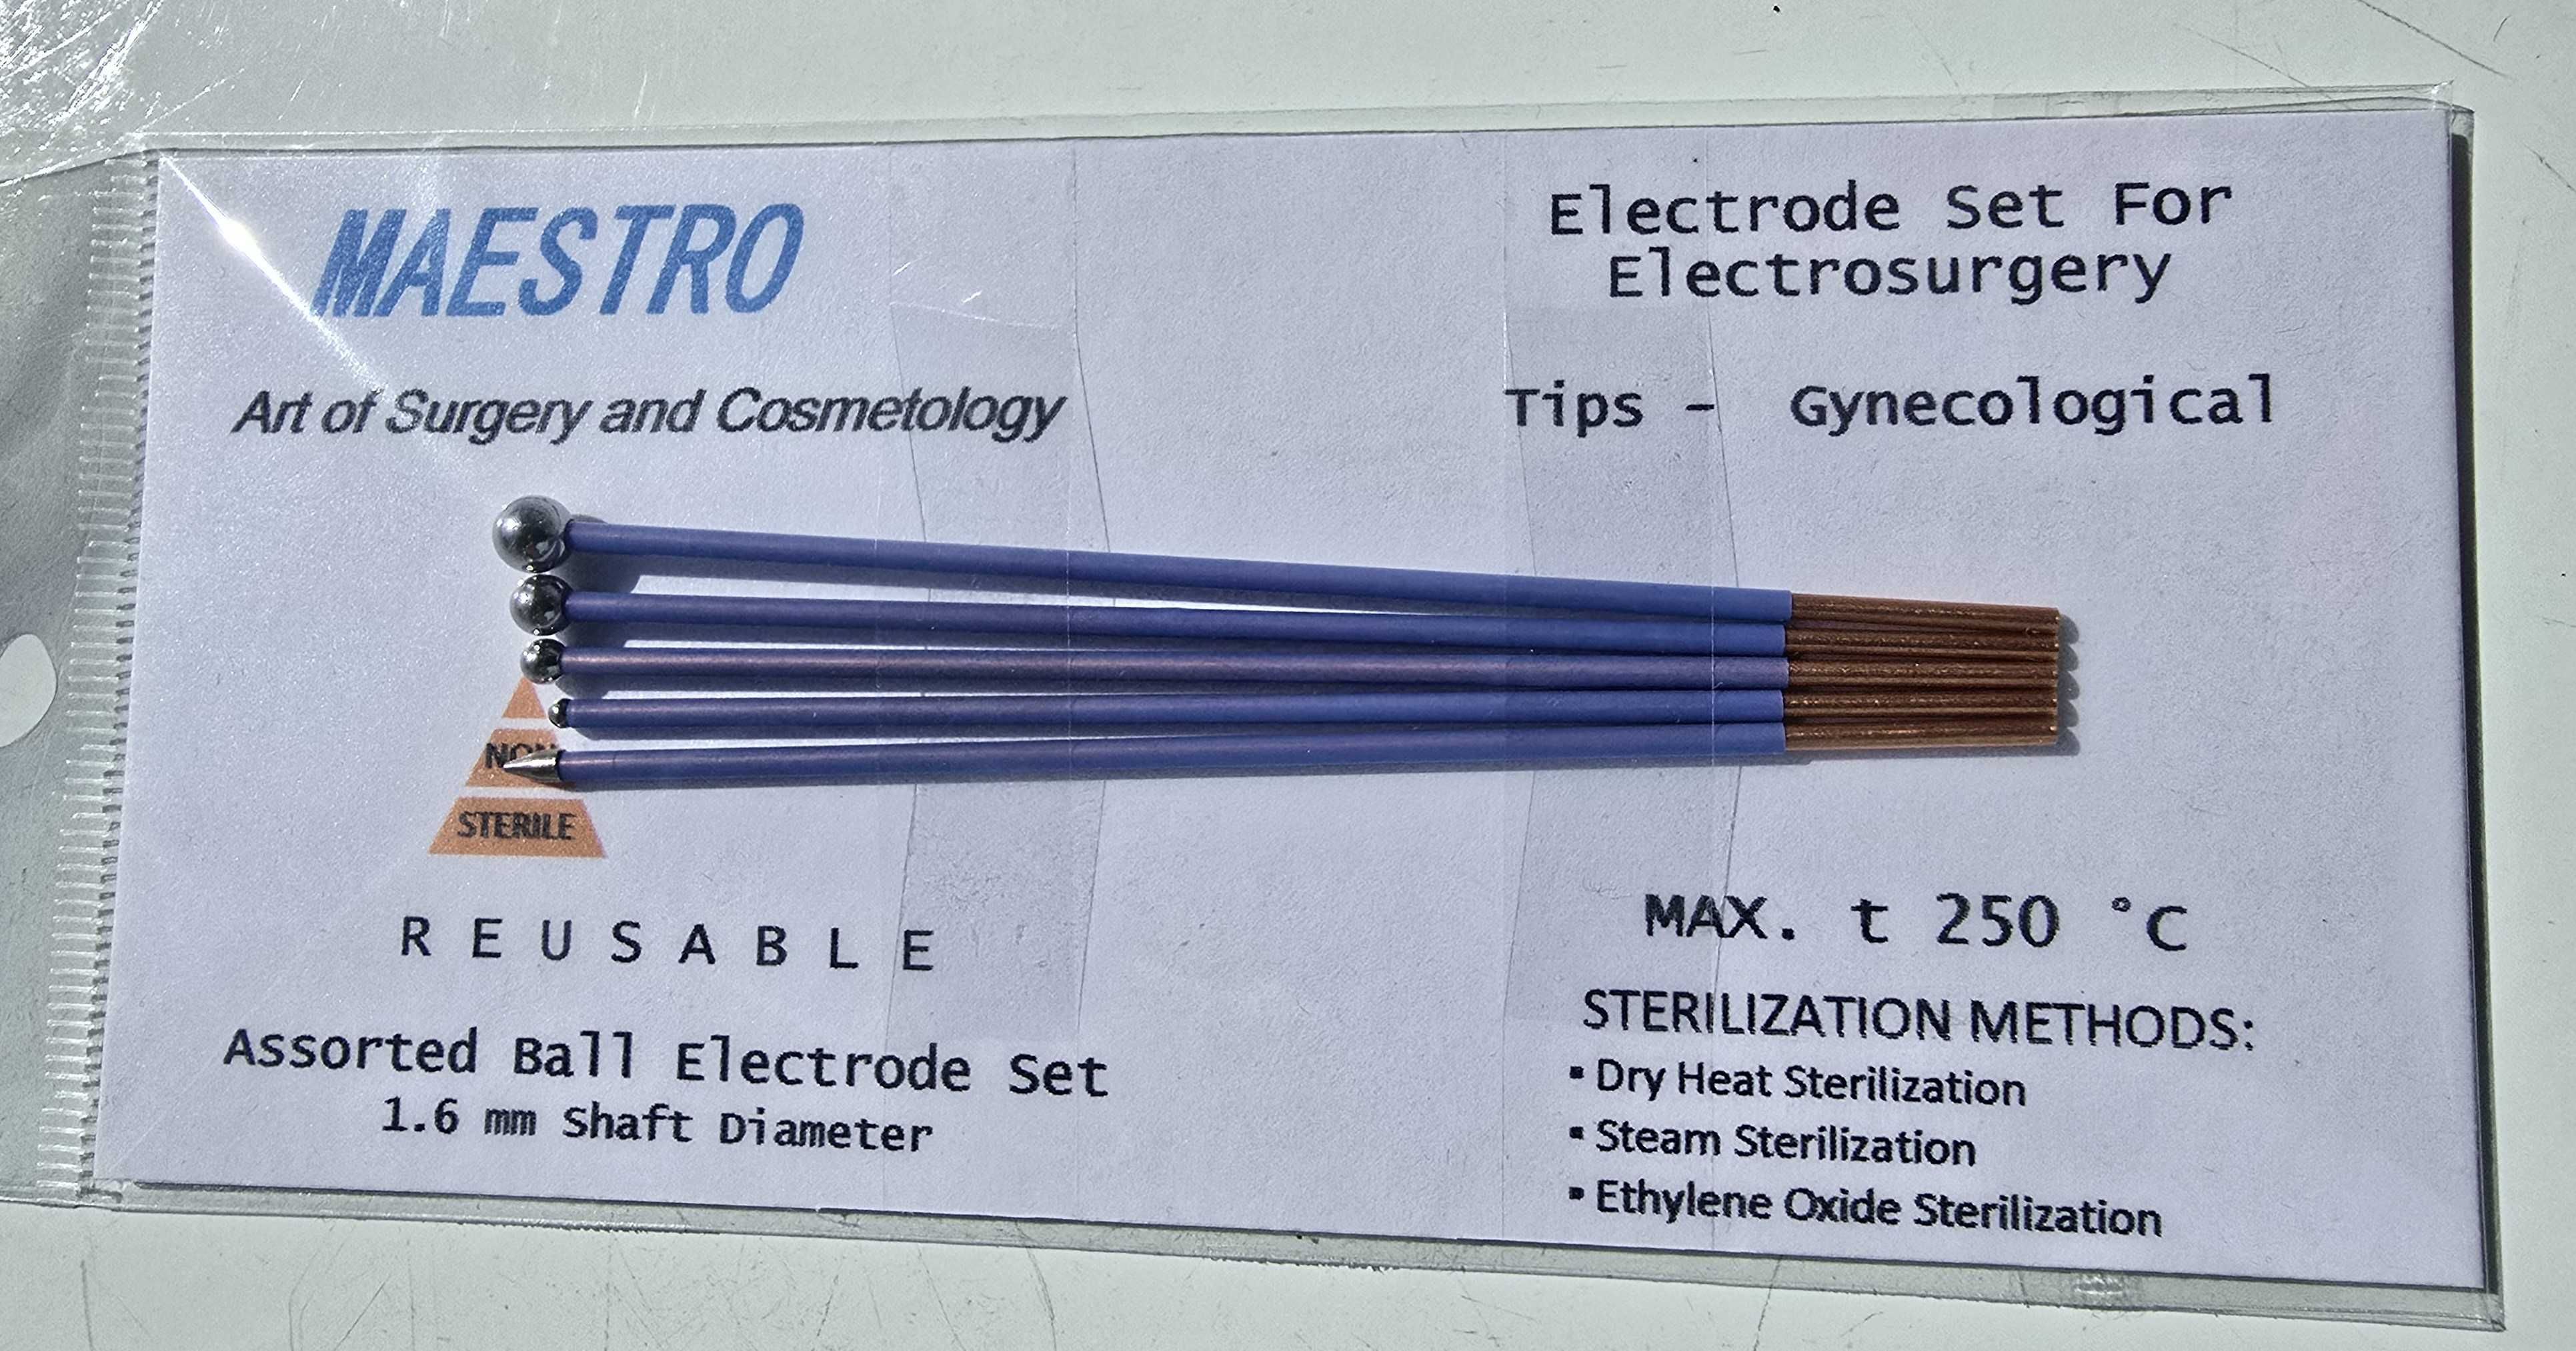 MAESTRO
Art of Surgery and Cosmetology
Electrode Set For
Electrosurgery
Tips - Gynecological
NON
STERILE
REUSABLE
Assorted Ball Electrode Set
1.6 mm Shaft Diameter
MAX. t 250 °C
STERILIZATION METHODS:
▪ Dry Heat Sterilization
▪ Steam Sterilization
▪ Ethylene Oxide Sterilization